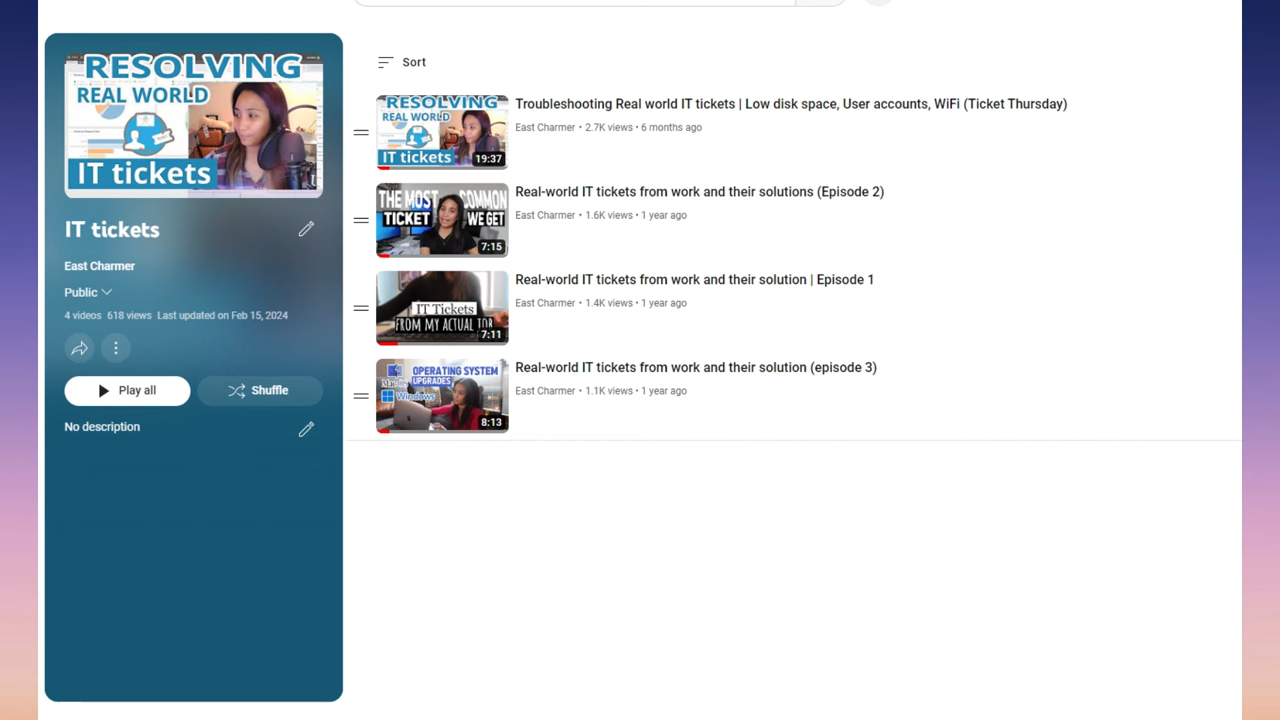 RESOLVING
REAL WORLD
IT tickets
IT tickets
East Charmer
Public
4 videos 618 views Last updated on Feb 15, 2024
Play all
Shuffle
No description
Sort
RESOLVING
REAL WORLD
IT tickets
19:37
Troubleshooting Real world IT tickets | Low disk space, User accounts, WiFi (Ticket Thursday)
East Charmer • 2.7K views • 6 months ago
THE MOST COMMON
TICKET WE GET
7:15
Real-world IT tickets from work and their solutions (Episode 2)
East Charmer • 1.6K views • 1 year ago
IT Tickets
FROM MY ACTUAL JOB
7:11
Real-world IT tickets from work and their solution | Episode 1
East Charmer • 1.4K views • 1 year ago
OPERATING SYSTEM
UPGRADES
Windows
8:13
Real-world IT tickets from work and their solution (episode 3)
East Charmer • 1.1K views • 1 year ago